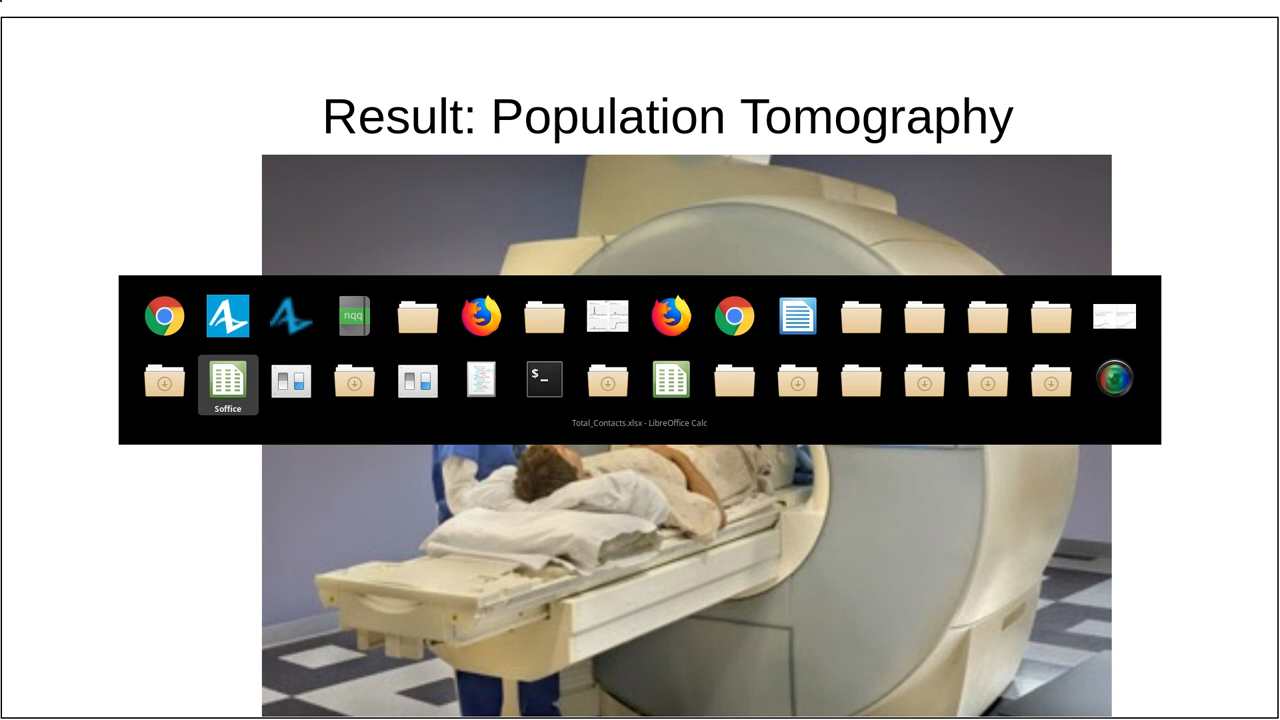 Result: Population Tomography
nqq
$_
Soffice
Total_Contacts.xlsx - LibreOffice Calc